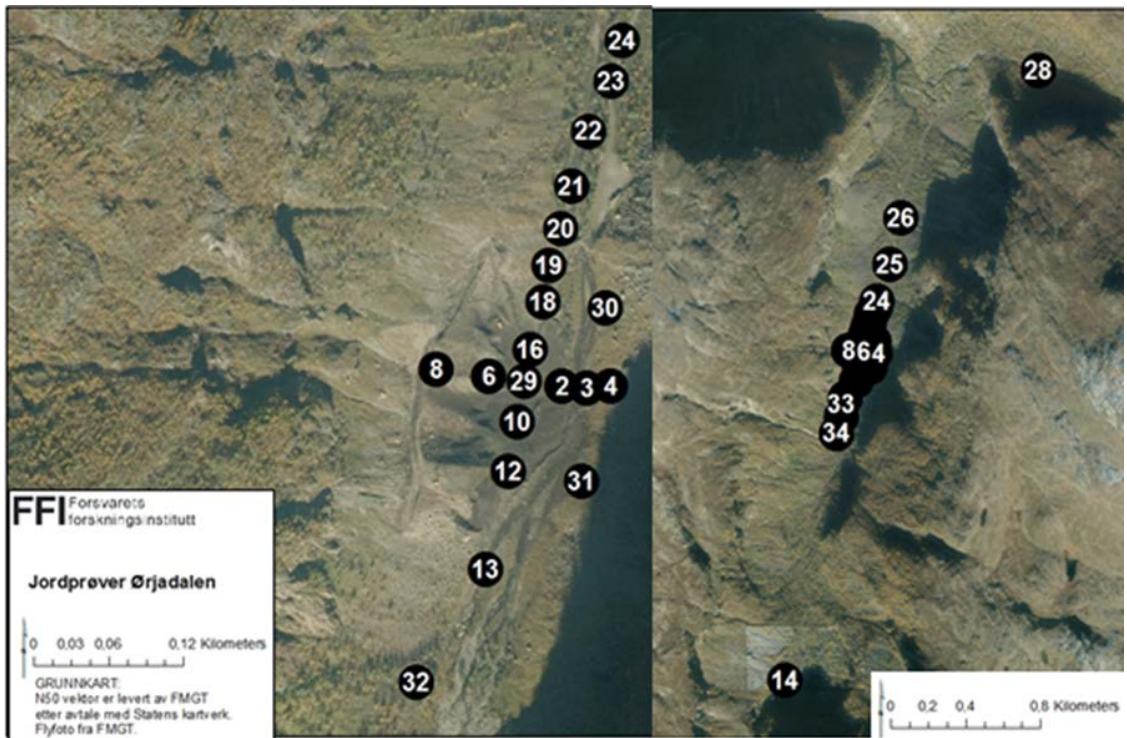 24
23
22
21
20
19
18
30
16
8
6
29
2
3
4
10
12
31
13
32
FFI Forsvarets
forskningsinstitutt
Jordprøver Ørjadalen
0 0,03 0,06 0,12 Kilometers
GRUNNKART:
N50 vektor er levert av FMGT
etter avtale med Statens kartverk.
Flyfoto fra FMGT.
28
26
25
24
8 6 4
33
34
14
0 0,2 0,4 0,8 Kilometers